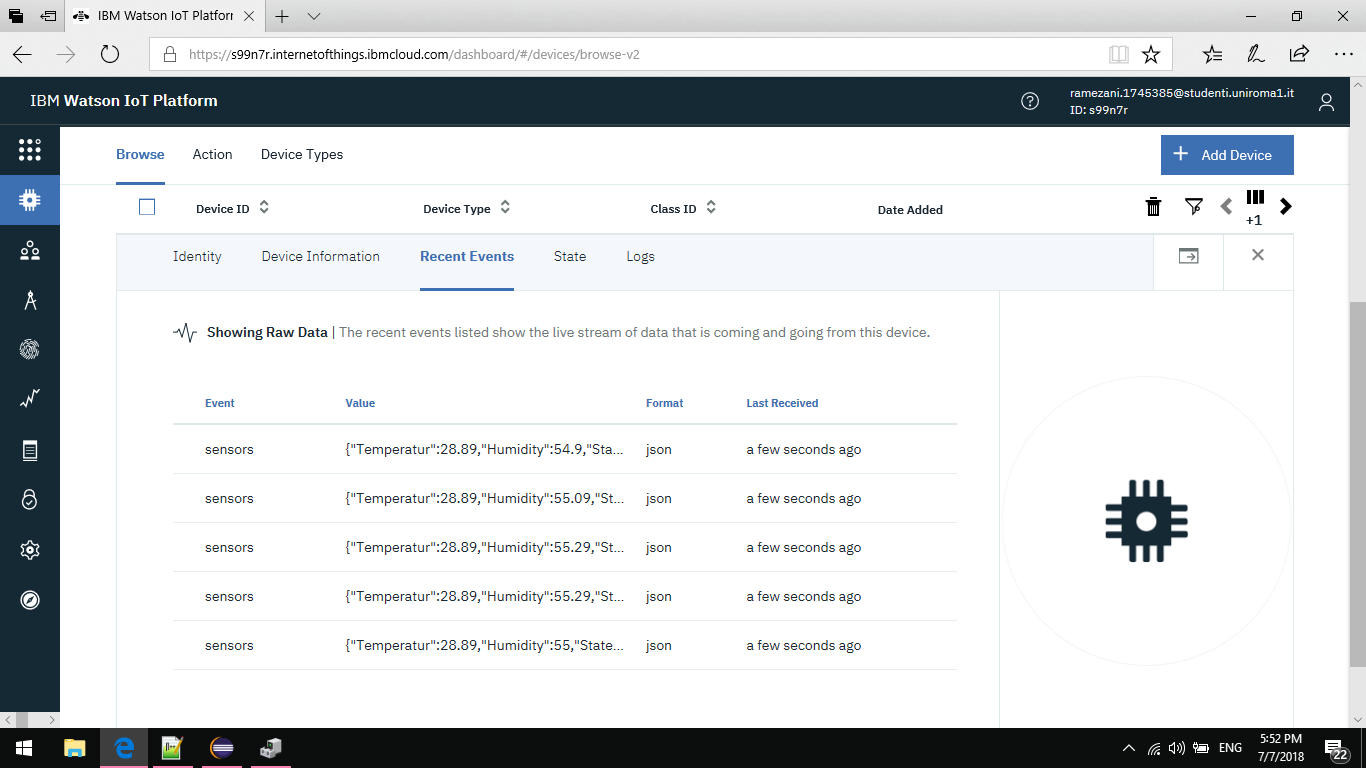 IBM Watson IoT Platforr
https://s99n7r.internetofthings.ibmcloud.com/dashboard/#/devices/browse-v2
IBM Watson IoT Platform
ramezani.1745385@studenti.uniroma1.it
ID: s99n7r
Browse Action Device Types
+ Add Device
Device ID Device Type Class ID Date Added
+1
Identity Device Information Recent Events State Logs
Showing Raw Data | The recent events listed show the live stream of data that is coming and going from this device.
Event Value Format Last Received
sensors {"Temperatur":28.89,"Humidity":54.9,"Sta... json a few seconds ago
sensors {"Temperatur":28.89,"Humidity":55.09,"St... json a few seconds ago
sensors {"Temperatur":28.89,"Humidity":55.29,"St... json a few seconds ago
sensors {"Temperatur":28.89,"Humidity":55.29,"St... json a few seconds ago
sensors {"Temperatur":28.89,"Humidity":55,"State... json a few seconds ago
ENG
5:52 PM
7/7/2018
22